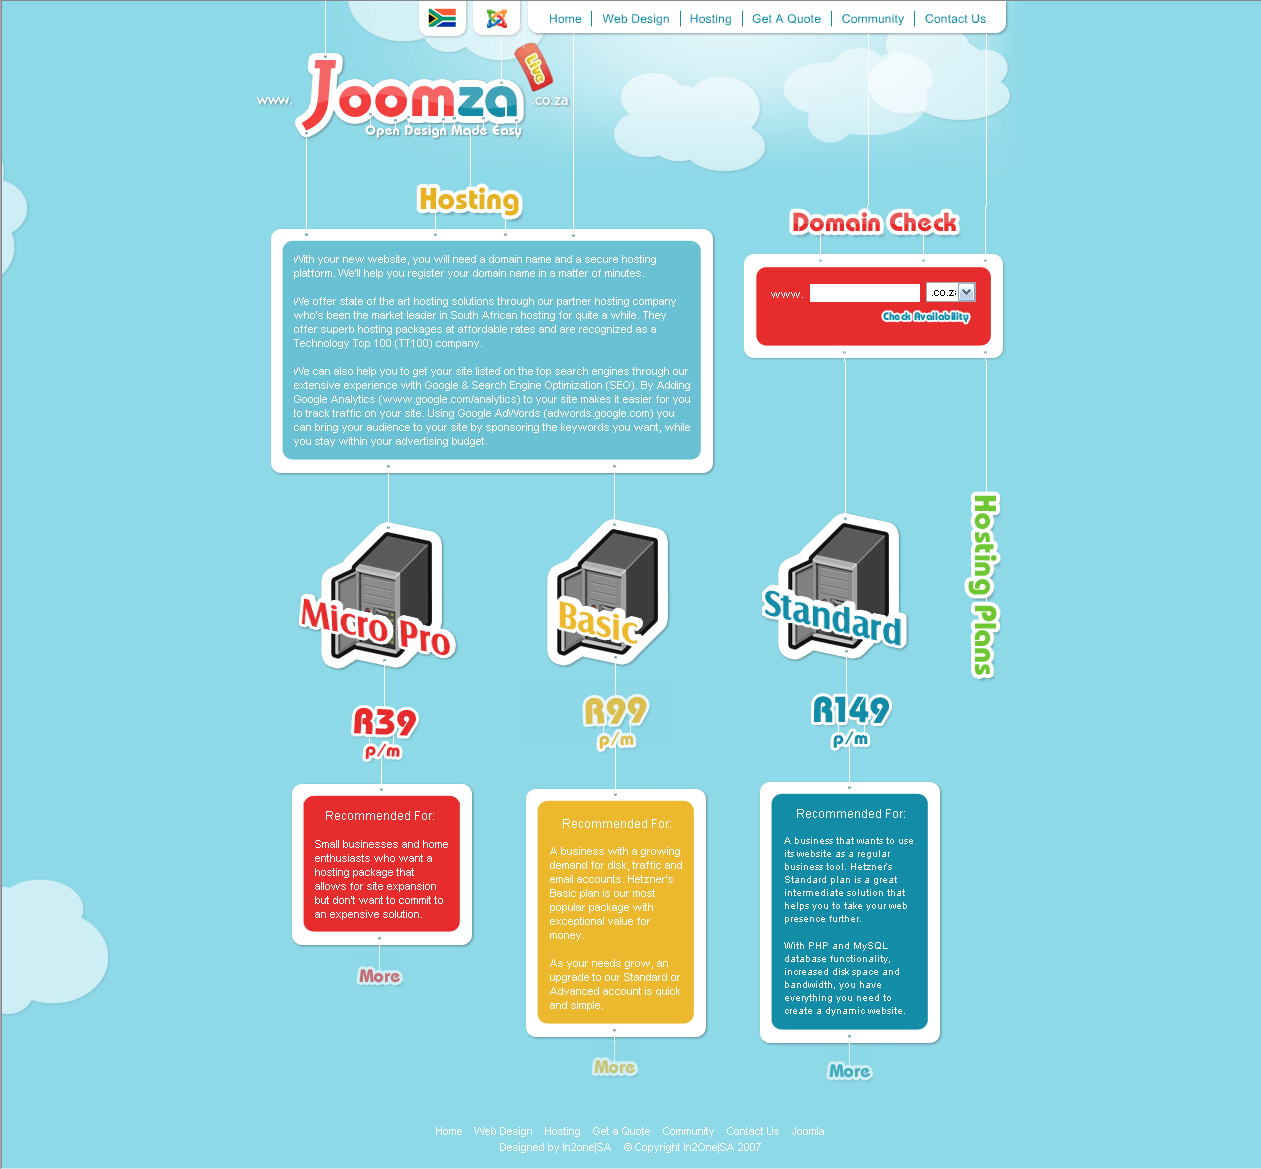 Home Web Design Hosting Get A Quote Community Contact Us
Live
www. Joomza .co.za
Open Design Made Easy
Hosting
With your new website, you will need a domain name and a secure hosting
platform. We'll help you register your domain name in a matter of minutes.
We offer state of the art hosting solutions through our partner hosting company
who's been the market leader in South African hosting for quite a while. They
offer superb hosting packages at affordable rates and are recognized as a
Technology Top 100 (TT100) company.
We can also help you to get your site listed on the top search engines through our
extensive experience with Google & Search Engine Optimization (SEO). By Adding
Google Analytics (www.google.com/analytics) to your site makes it easier for you
to track traffic on your site. Using Google AdWords (adwords.google.com) you
can bring your audience to your site by sponsoring the keywords you want, while
you stay within your advertising budget.
Domain Check
www. .co.za
Check Availability
Hosting Plans
Micro Pro
R39
p/m
Recommended For:
Small businesses and home
enthusiasts who want a
hosting package that
allows for site expansion
but don't want to commit to
an expensive solution.
More
Basic
R99
p/m
Recommended For:
A business with a growing
demand for disk, traffic and
email accounts. Hetzner's
Basic plan is our most
popular package with
exceptional value for
money.
As your needs grow, an
upgrade to our Standard or
Advanced account is quick
and simple.
More
Standard
R149
p/m
Recommended For:
A business that wants to use
its website as a regular
business tool. Hetzner's
Standard plan is a great
intermediate solution that
helps you to take your web
presence further.
With PHP and MySQL
database functionality,
increased disk space and
bandwidth, you have
everything you need to
create a dynamic website.
More
Home Web Design Hosting Get a Quote Community Contact Us Joomla
Designed by In2one|SA © Copyright In2One|SA 2007